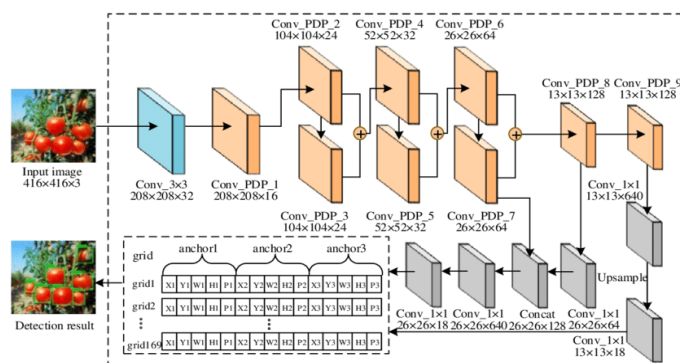 Conv_PDP_2
104×104×24
Conv_PDP_4
52×52×32
Conv_PDP_6
26×26×64
Conv_PDP_8
13×13×128
Conv_PDP_9
13×13×128
Input image
416×416×3
Conv_3×3
208×208×32
Conv_PDP_1
208×208×16
Conv_PDP_3
104×104×24
Conv_PDP_5
52×52×32
Conv_PDP_7
26×26×64
Conv_1×1
13×13×640
grid
anchor1
anchor2
anchor3
grid1
X1 Y1 W1 H1 P1 X2 Y2 W2 H2 P2 X3 Y3 W3 H3 P3
grid2
X1 Y1 W1 H1 P1 X2 Y2 W2 H2 P2 X3 Y3 W3 H3 P3
grid169
X1 Y1 W1 H1 P1 X2 Y2 W2 H2 P2 X3 Y3 W3 H3 P3
Detection result
Upsample
Conv_1×1
26×26×18
Conv_1×1
26×26×640
Concat
26×26×128
Conv_1×1
26×26×64
Conv_1×1
13×13×18